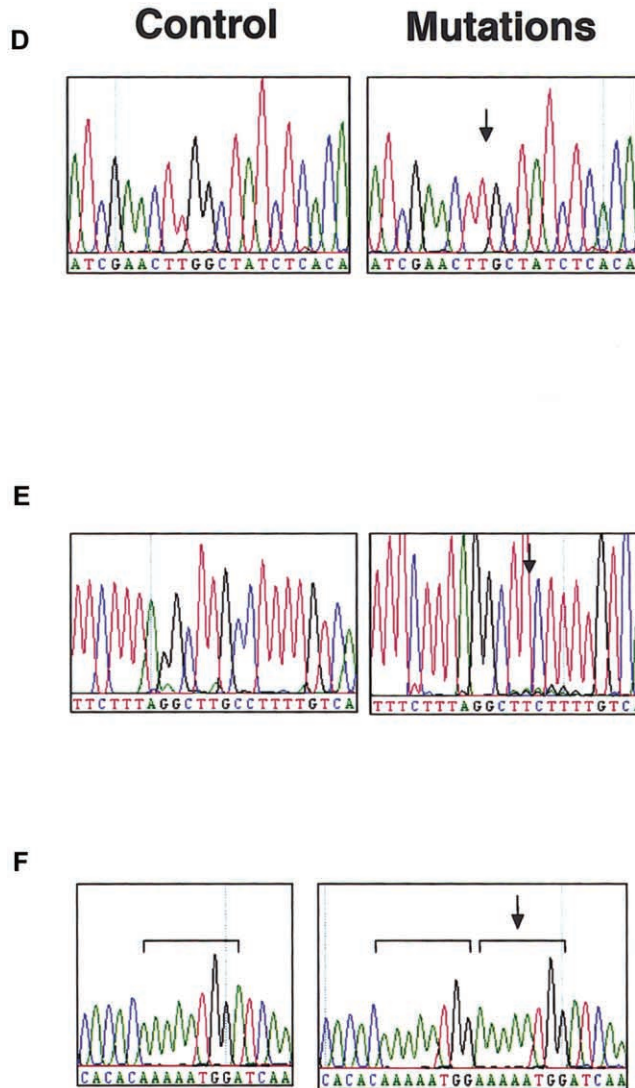 Control Mutations
D
ATCGAACTTGGCTATCTCACA ATCGAACTTGCTATCTCACA
E
TTCTTTAGGCTTGCCTTTTGTCA TTTCTTTAGGCTTCTTTTGTCA
F
CACACAAAAATGGATCAA CACACAAAAATGGAAAAATGGATCAA